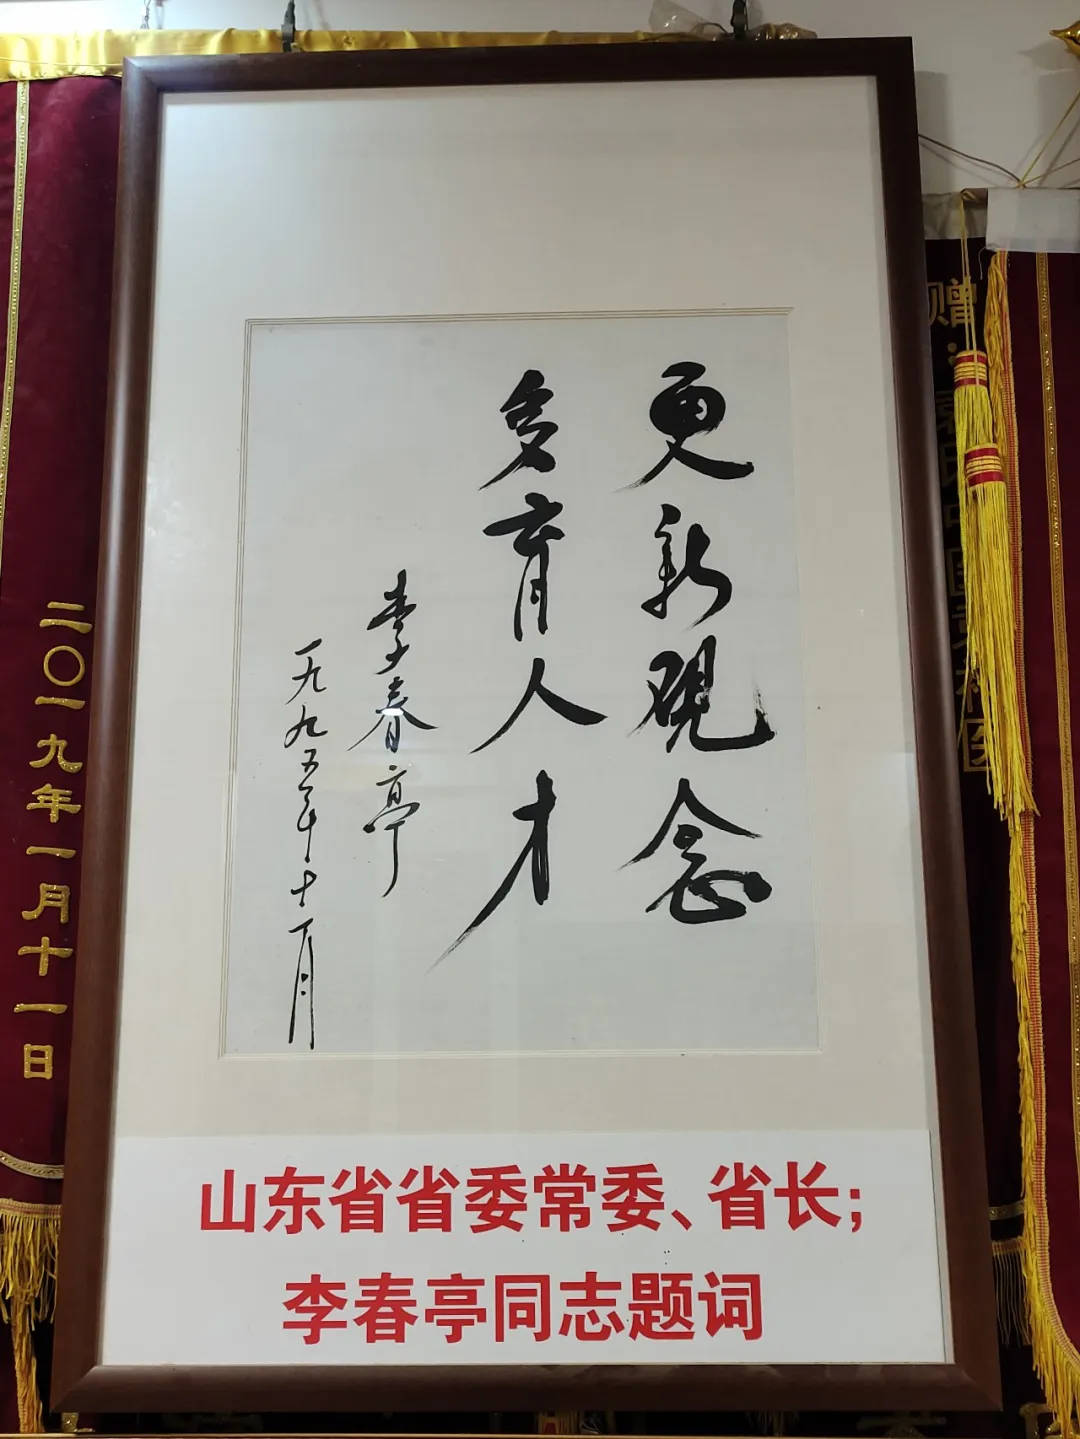 更新观念
多育人才
李春亭
一九九五年十一月
山东省省委常委、省长；
李春亭同志题词
二〇一九年一月十一日
赠：